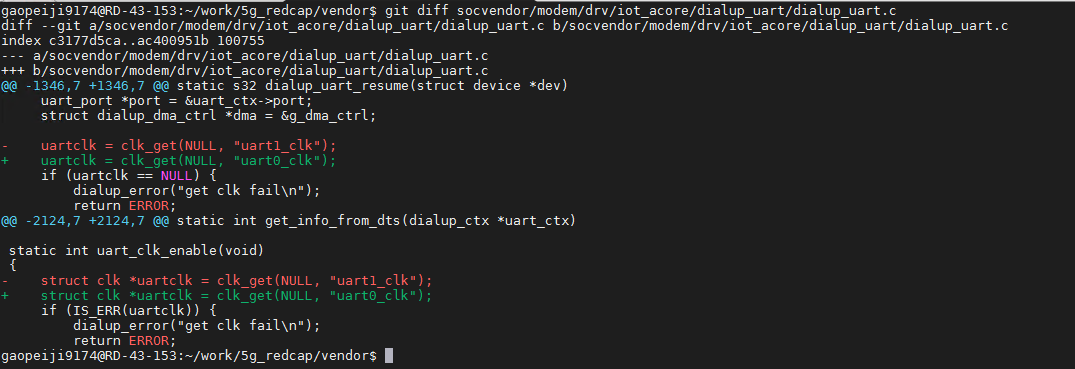 gaopeiji9174@RD-43-153:~/work/5g_redcap/vendor$ git diff socvendor/modem/drv/iot_acore/dialup_uart/dialup_uart.c
diff --git a/socvendor/modem/drv/iot_acore/dialup_uart/dialup_uart.c b/socvendor/modem/drv/iot_acore/dialup_uart/dialup_uart.c
index c3177d5ca..ac400951b 100755
--- a/socvendor/modem/drv/iot_acore/dialup_uart/dialup_uart.c
+++ b/socvendor/modem/drv/iot_acore/dialup_uart/dialup_uart.c
@@ -1346,7 +1346,7 @@ static s32 dialup_uart_resume(struct device *dev)
     uart_port *port = &uart_ctx->port;
     struct dialup_dma_ctrl *dma = &g_dma_ctrl;

-    uartclk = clk_get(NULL, "uart1_clk");
+    uartclk = clk_get(NULL, "uart0_clk");
     if (uartclk == NULL) {
         dialup_error("get clk fail\n");
         return ERROR;
@@ -2124,7 +2124,7 @@ static int get_info_from_dts(dialup_ctx *uart_ctx)

 static int uart_clk_enable(void)
 {
-    struct clk *uartclk = clk_get(NULL, "uart1_clk");
+    struct clk *uartclk = clk_get(NULL, "uart0_clk");
     if (IS_ERR(uartclk)) {
         dialup_error("get clk fail\n");
         return ERROR;
gaopeiji9174@RD-43-153:~/work/5g_redcap/vendor$